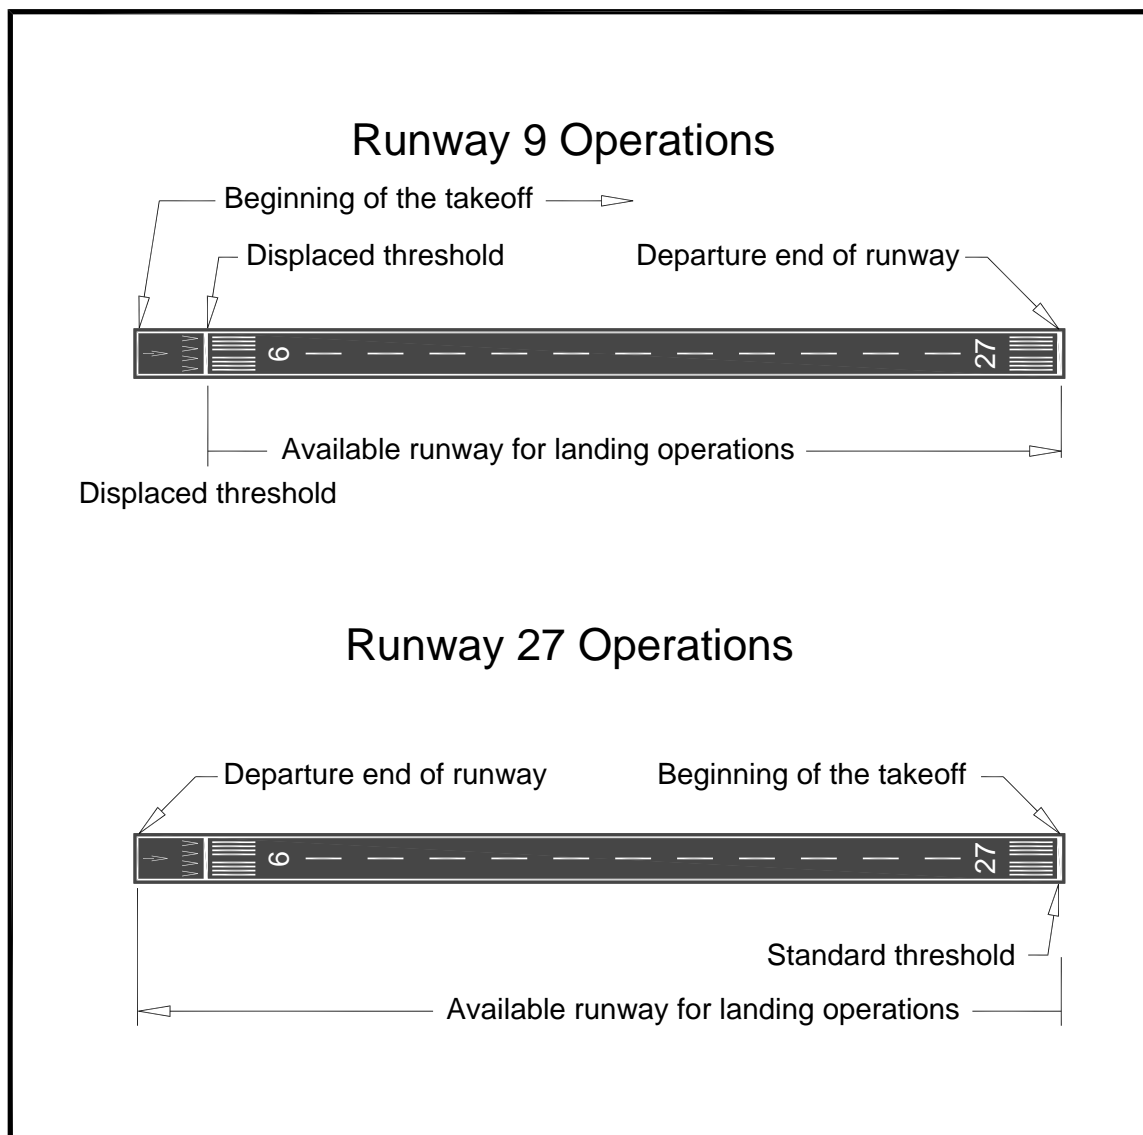 Runway 9 Operations
Beginning of the takeoff
Displaced threshold
Departure end of runway
9
27
Available runway for landing operations
Displaced threshold
Runway 27 Operations
Departure end of runway
Beginning of the takeoff
9
27
Standard threshold
Available runway for landing operations